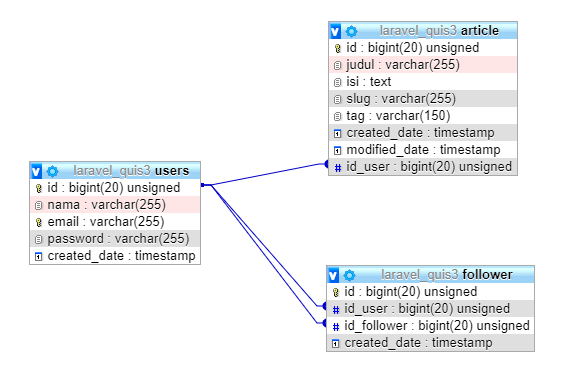 laravel_quis3 article
id : bigint(20) unsigned
judul : varchar(255)
isi : text
slug : varchar(255)
tag : varchar(150)
created_date : timestamp
modified_date : timestamp
# id_user : bigint(20) unsigned
laravel_quis3 users
id : bigint(20) unsigned
nama : varchar(255)
email : varchar(255)
password : varchar(255)
created_date : timestamp
laravel_quis3 follower
id : bigint(20) unsigned
# id_user : bigint(20) unsigned
# id_follower : bigint(20) unsigned
created_date : timestamp